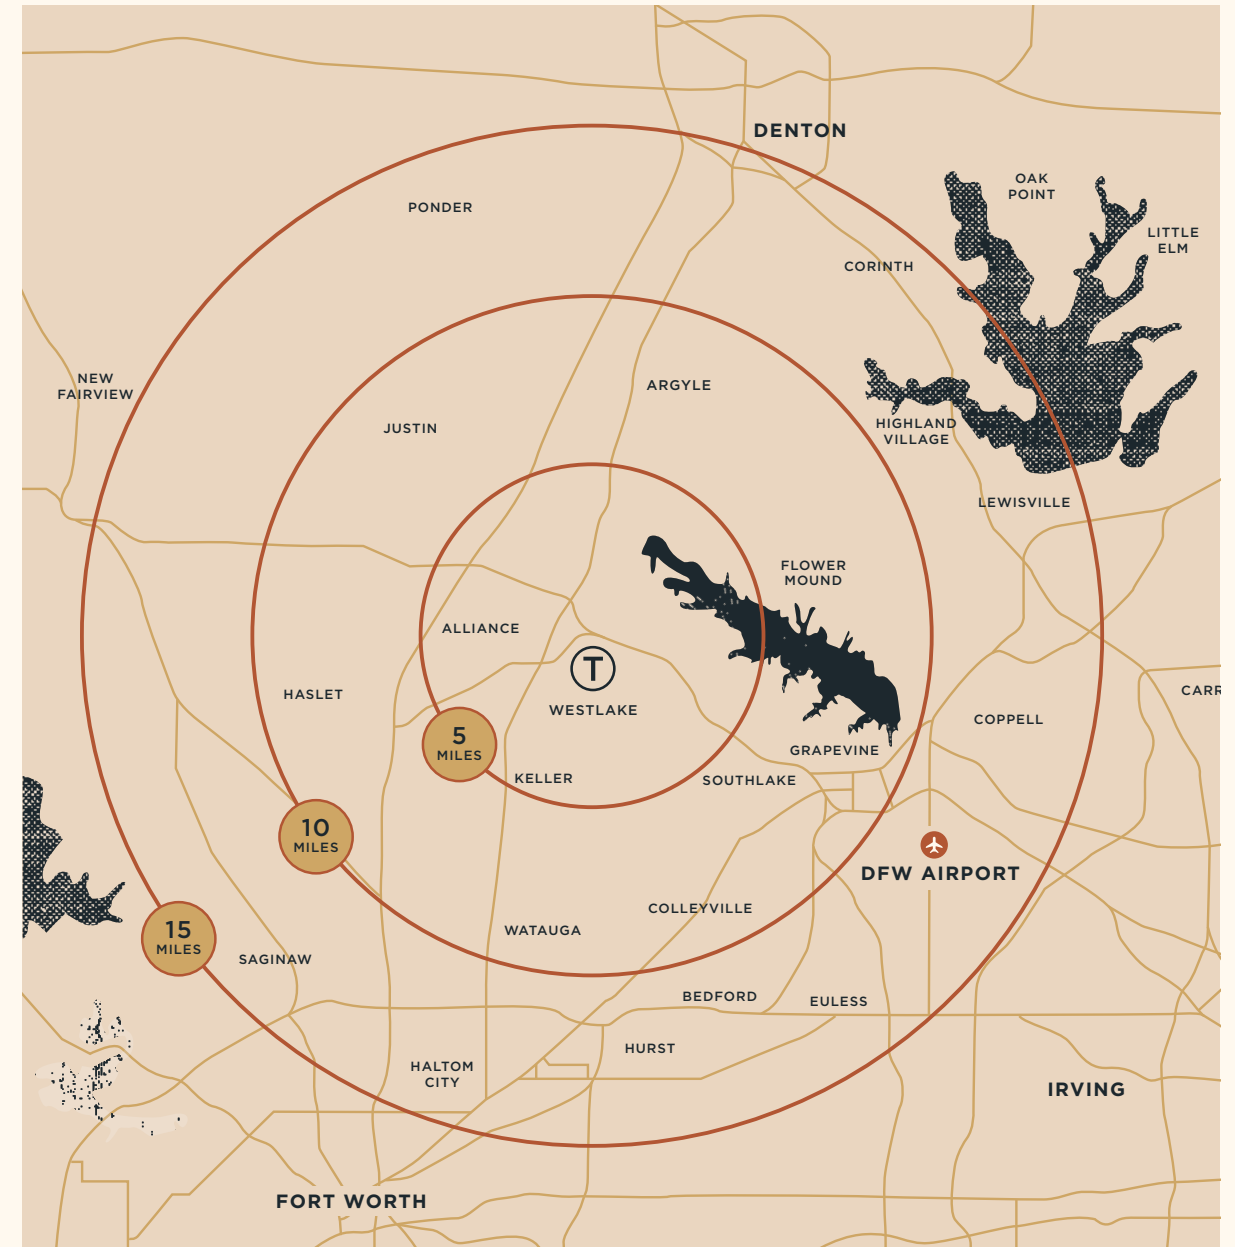 DENTON
OAK
POINT
PONDER
LITTLE
ELM
CORINTH
NEW
FAIRVIEW
ARGYLE
JUSTIN
HIGHLAND
VILLAGE
LEWISVILLE
FLOWER
MOUND
ALLIANCE
T
HASLET
CARR
WESTLAKE
COPPELL
5
MILES
GRAPEVINE
KELLER
SOUTHLAKE
10
MILES
DFW AIRPORT
COLLEYVILLE
15
MILES
WATAUGA
SAGINAW
BEDFORD
EULESS
HURST
HALTOM
CITY
IRVING
FORT WORTH